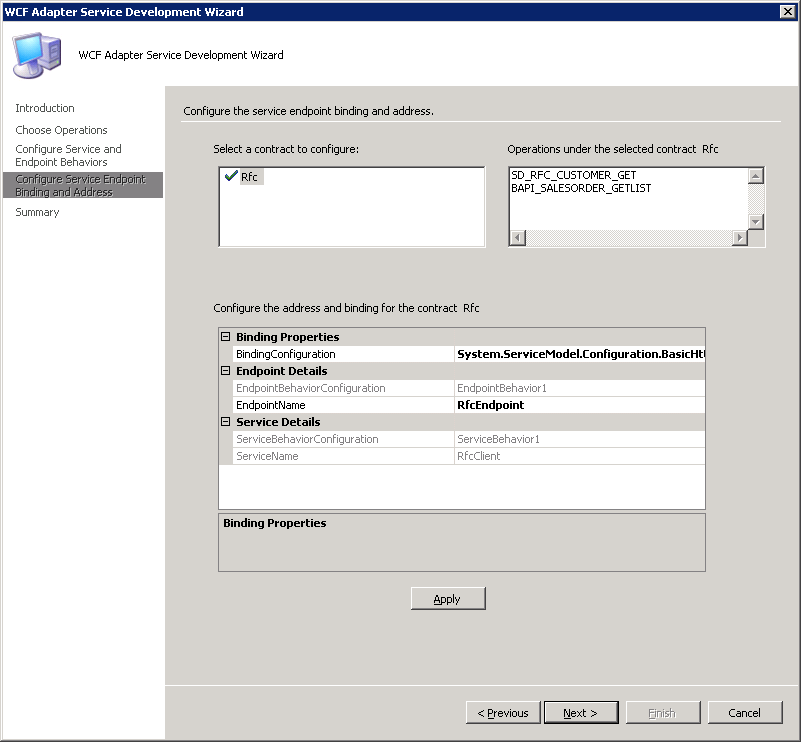 WCF Adapter Service Development Wizard
WCF Adapter Service Development Wizard
Introduction
Choose Operations
Configure Service and
Endpoint Behaviors
Configure Service Endpoint
Binding and Address
Summary
Configure the service endpoint binding and address.
Select a contract to configure:
Rfc
Operations under the selected contract Rfc
SD_RFC_CUSTOMER_GET
BAPI_SALESORDER_GETLIST
Configure the address and binding for the contract Rfc
Binding Properties
BindingConfiguration System.ServiceModel.Configuration.BasicHtt
Endpoint Details
EndpointBehaviorConfiguration EndpointBehavior1
EndpointName RfcEndpoint
Service Details
ServiceBehaviorConfiguration ServiceBehavior1
ServiceName RfcClient
Binding Properties
Apply
< Previous Next > Finish Cancel